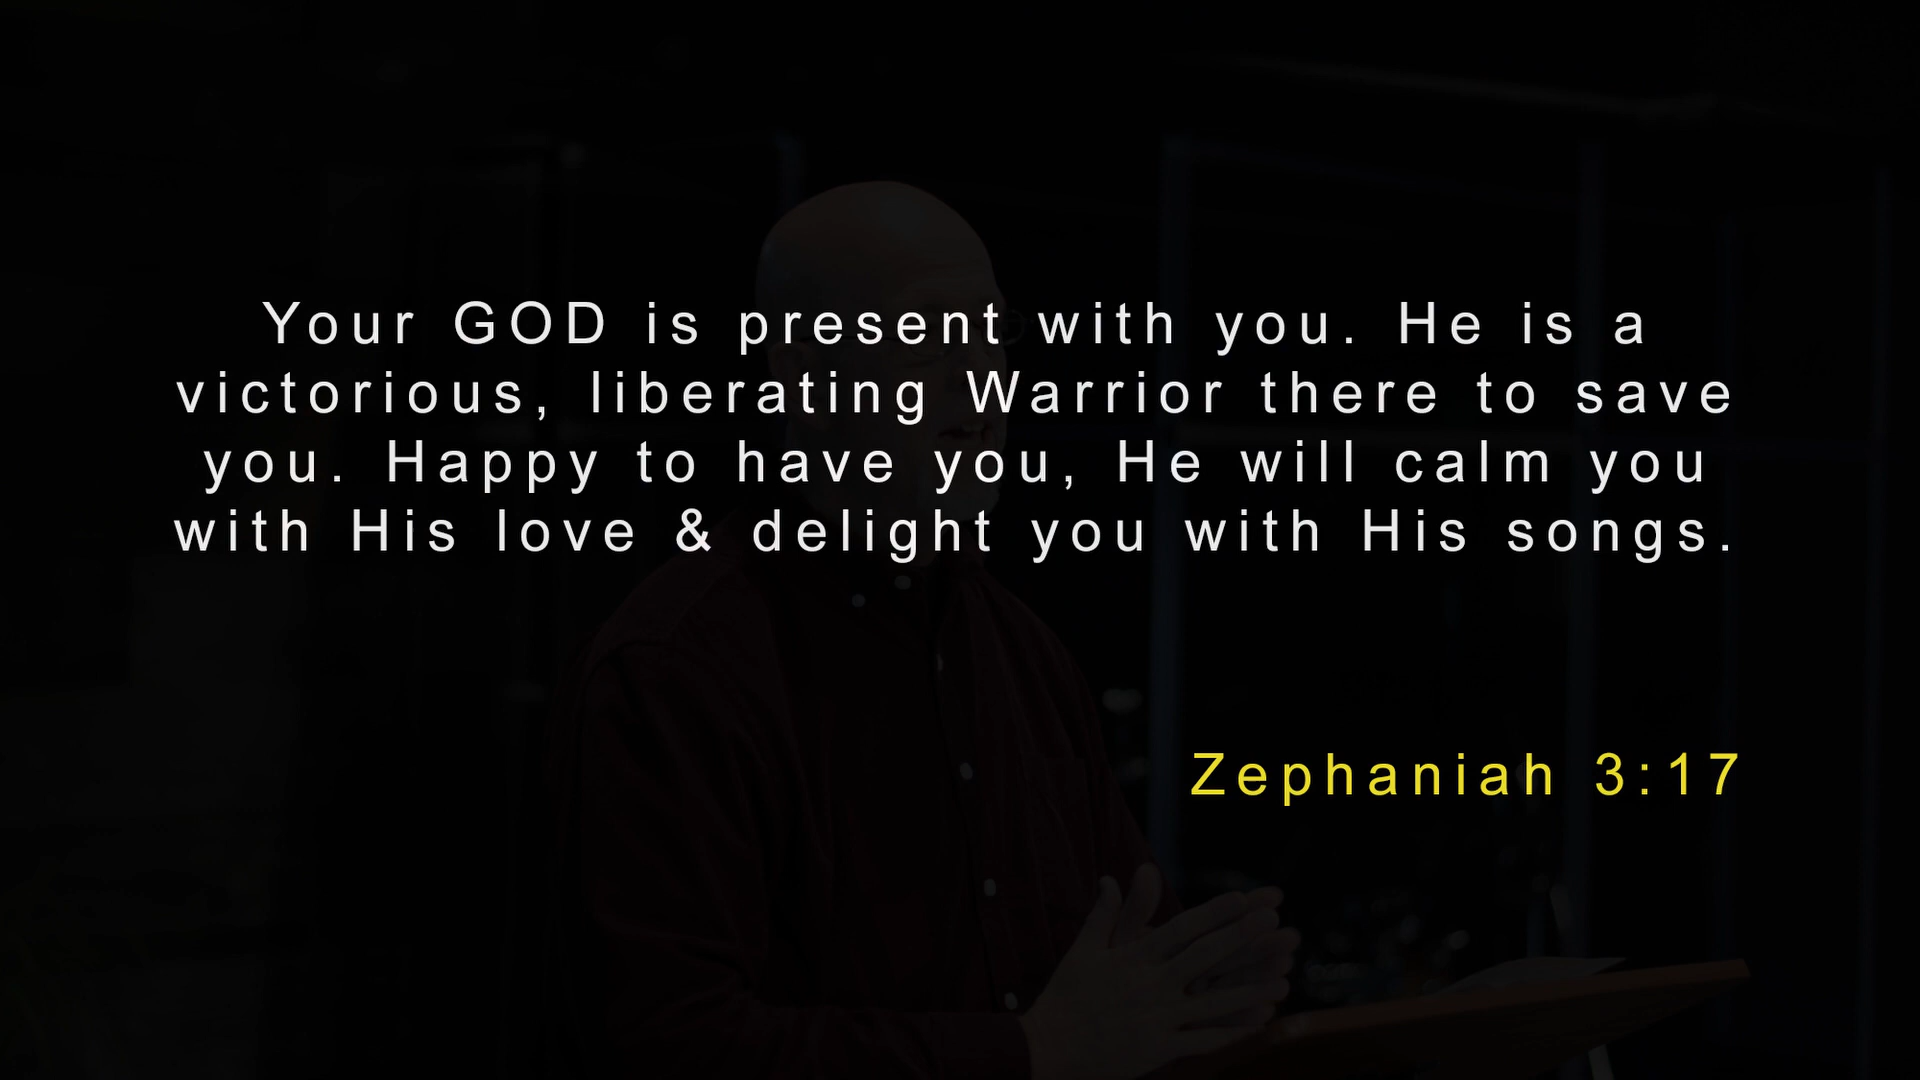 Your GOD is present with you. He is a
victorious, liberating Warrior there to save
you. Happy to have you, He will calm you
with His love & delight you with His songs.
Zephaniah 3:17